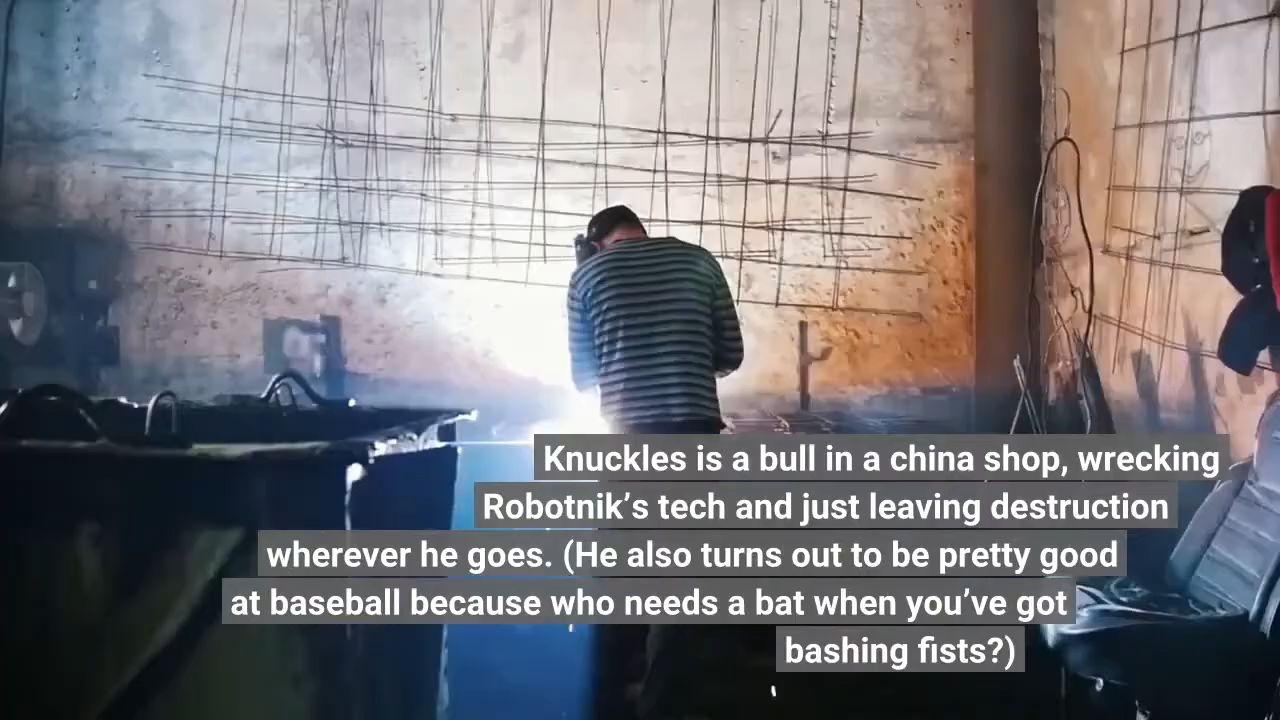 Knuckles is a bull in a china shop, wrecking
Robotnik’s tech and just leaving destruction
wherever he goes. (He also turns out to be pretty good
at baseball because who needs a bat when you’ve got
bashing fists?)